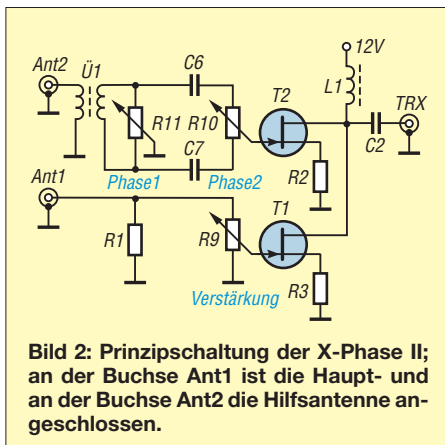 12V
Ant2
Ü1
C6
L1
TRX
T2
R11
R10
C2
C7
R2
Phase1
Phase2
Ant1
T1
R1
R9
R3
Verstärkung
Bild 2: Prinzipschaltung der X-Phase II;
an der Buchse Ant1 ist die Haupt- und
an der Buchse Ant2 die Hilfsantenne an-
geschlossen.